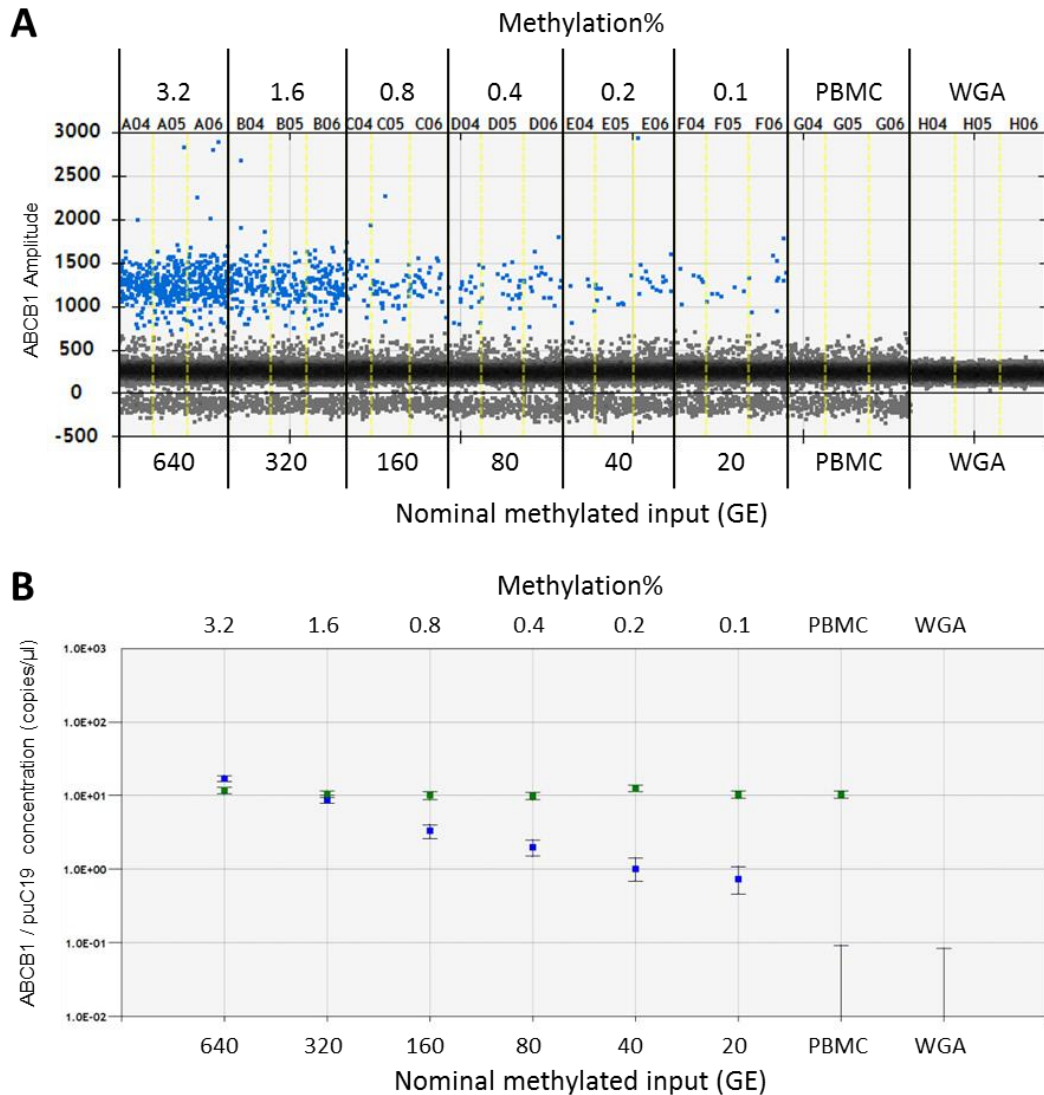 A
Methylation%
3.2 1.6 0.8 0.4 0.2 0.1 PBMC WGA
A04 A05 A06 B04 B05 B06 C04 C05 C06 D04 D05 D06 E04 E05 E06 F04 F05 F06 G04 G05 G06 H04 H05 H06
ABCB1 Amplitude
3000
2500
2000
1500
1000
500
0
-500
640 320 160 80 40 20 PBMC WGA
Nominal methylated input (GE)
B
Methylation%
3.2 1.6 0.8 0.4 0.2 0.1 PBMC WGA
ABCB1 / puC19 concentration (copies/µl)
1.0E+03
1.0E+02
1.0E+01
1.0E+00
1.0E-01
1.0E-02
640 320 160 80 40 20 PBMC WGA
Nominal methylated input (GE)